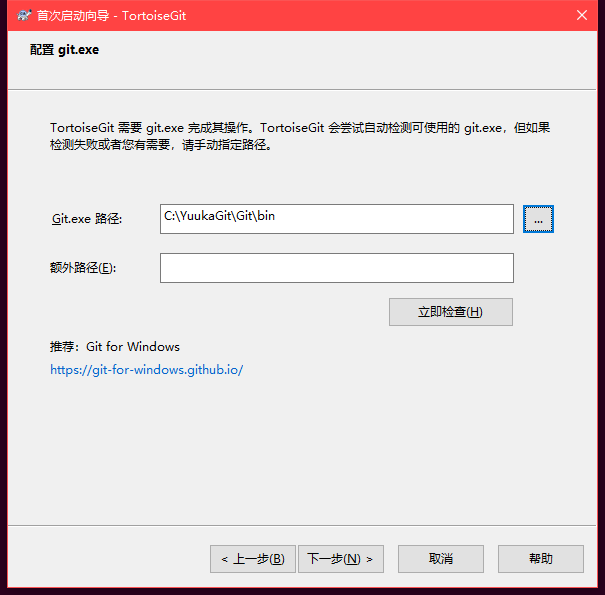 首次启动向导 - TortoiseGit
配置 git.exe
TortoiseGit 需要 git.exe 完成其操作。TortoiseGit 会尝试自动检测可使用的 git.exe，但如果
检测失败或者您有需要，请手动指定路径。
Git.exe 路径:
C:\YuukaGit\Git\bin
...
额外路径(E):
立即检查(H)
推荐：Git for Windows
https://git-for-windows.github.io/
< 上一步(B)
下一步(N) >
取消
帮助